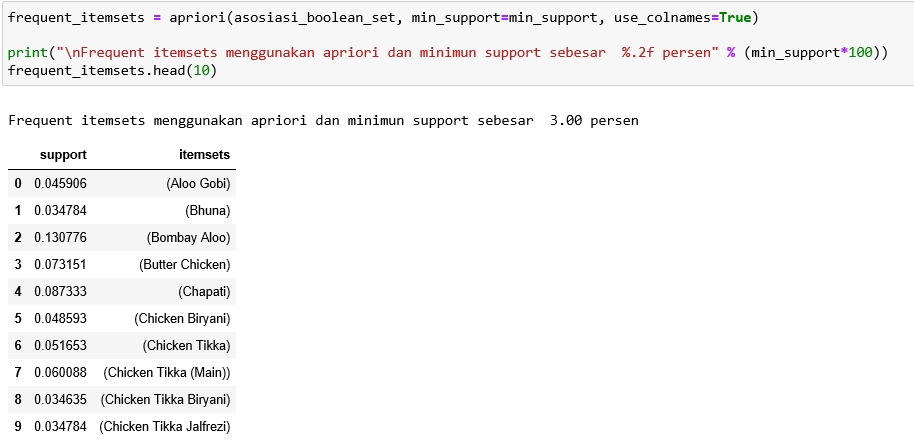 frequent_itemsets = apriori(asosiasi_boolean_set, min_support=min_support, use_colnames=True)
print("\nFrequent itemsets menggunakan apriori dan minimun support sebesar  %.2f persen" % (min_support*100))
frequent_itemsets.head(10)
Frequent itemsets menggunakan apriori dan minimun support sebesar  3.00 persen
support itemsets
0 0.045906 (Aloo Gobi)
1 0.034784 (Bhuna)
2 0.130776 (Bombay Aloo)
3 0.073151 (Butter Chicken)
4 0.087333 (Chapati)
5 0.048593 (Chicken Biryani)
6 0.051653 (Chicken Tikka)
7 0.060088 (Chicken Tikka (Main))
8 0.034635 (Chicken Tikka Biryani)
9 0.034784 (Chicken Tikka Jalfrezi)